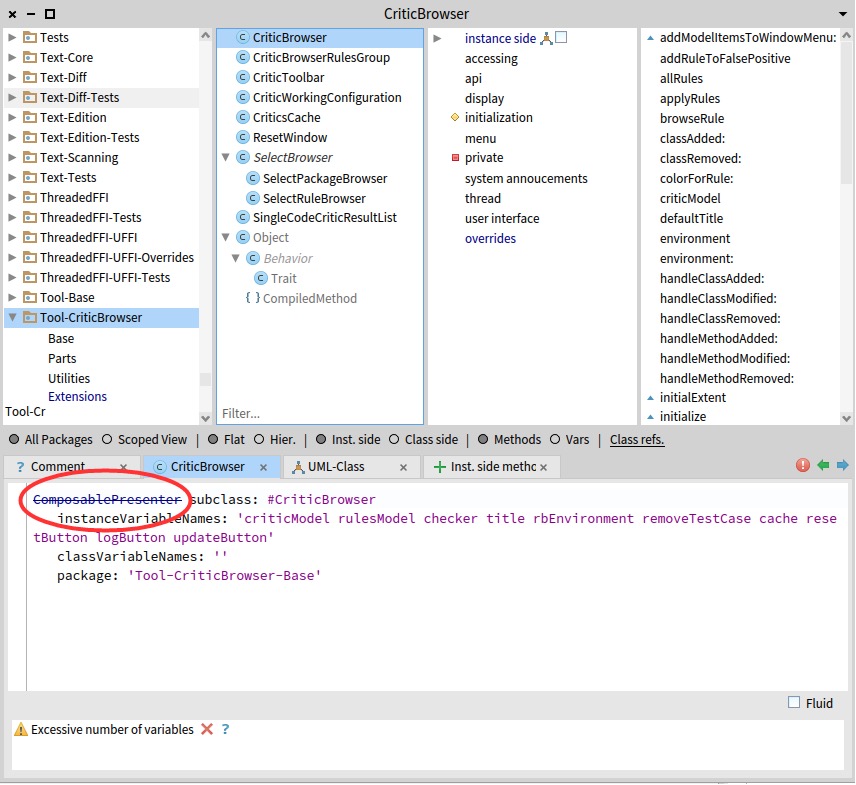 CriticBrowser
Tests
Text-Core
Text-Diff
Text-Diff-Tests
Text-Edition
Text-Edition-Tests
Text-Scanning
Text-Tests
ThreadedFFI
ThreadedFFI-Tests
ThreadedFFI-UFFI
ThreadedFFI-UFFI-Overrides
ThreadedFFI-UFFI-Tests
Tool-Base
Tool-CriticBrowser
Base
Parts
Utilities
Extensions
Tool-Cr
CriticBrowser
CriticBrowserRulesGroup
CriticToolbar
CriticWorkingConfiguration
CriticsCache
ResetWindow
SelectBrowser
SelectPackageBrowser
SelectRuleBrowser
SingleCodeCriticResultList
Object
Behavior
Trait
CompiledMethod
Filter...
instance side
accessing
api
display
initialization
menu
private
system annoucements
thread
user interface
overrides
addModelItemsToWindowMenu:
addRuleToFalsePositive
allRules
applyRules
browseRule
classAdded:
classRemoved:
colorForRule:
criticModel
defaultTitle
environment
environment:
handleClassAdded:
handleClassModified:
handleClassRemoved:
handleMethodAdded:
handleMethodModified:
handleMethodRemoved:
initialExtent
initialize
All Packages Scoped View | Flat Hier. | Inst. side Class side | Methods Vars | Class refs.
? Comment CriticBrowser UML-Class Inst. side methc
ComposablePresenter subclass: #CriticBrowser
instanceVariableNames: 'criticModel rulesModel checker title rbEnvironment removeTestCase cache rese
tButton logButton updateButton'
classVariableNames: ''
package: 'Tool-CriticBrowser-Base'
Fluid
Excessive number of variables ?